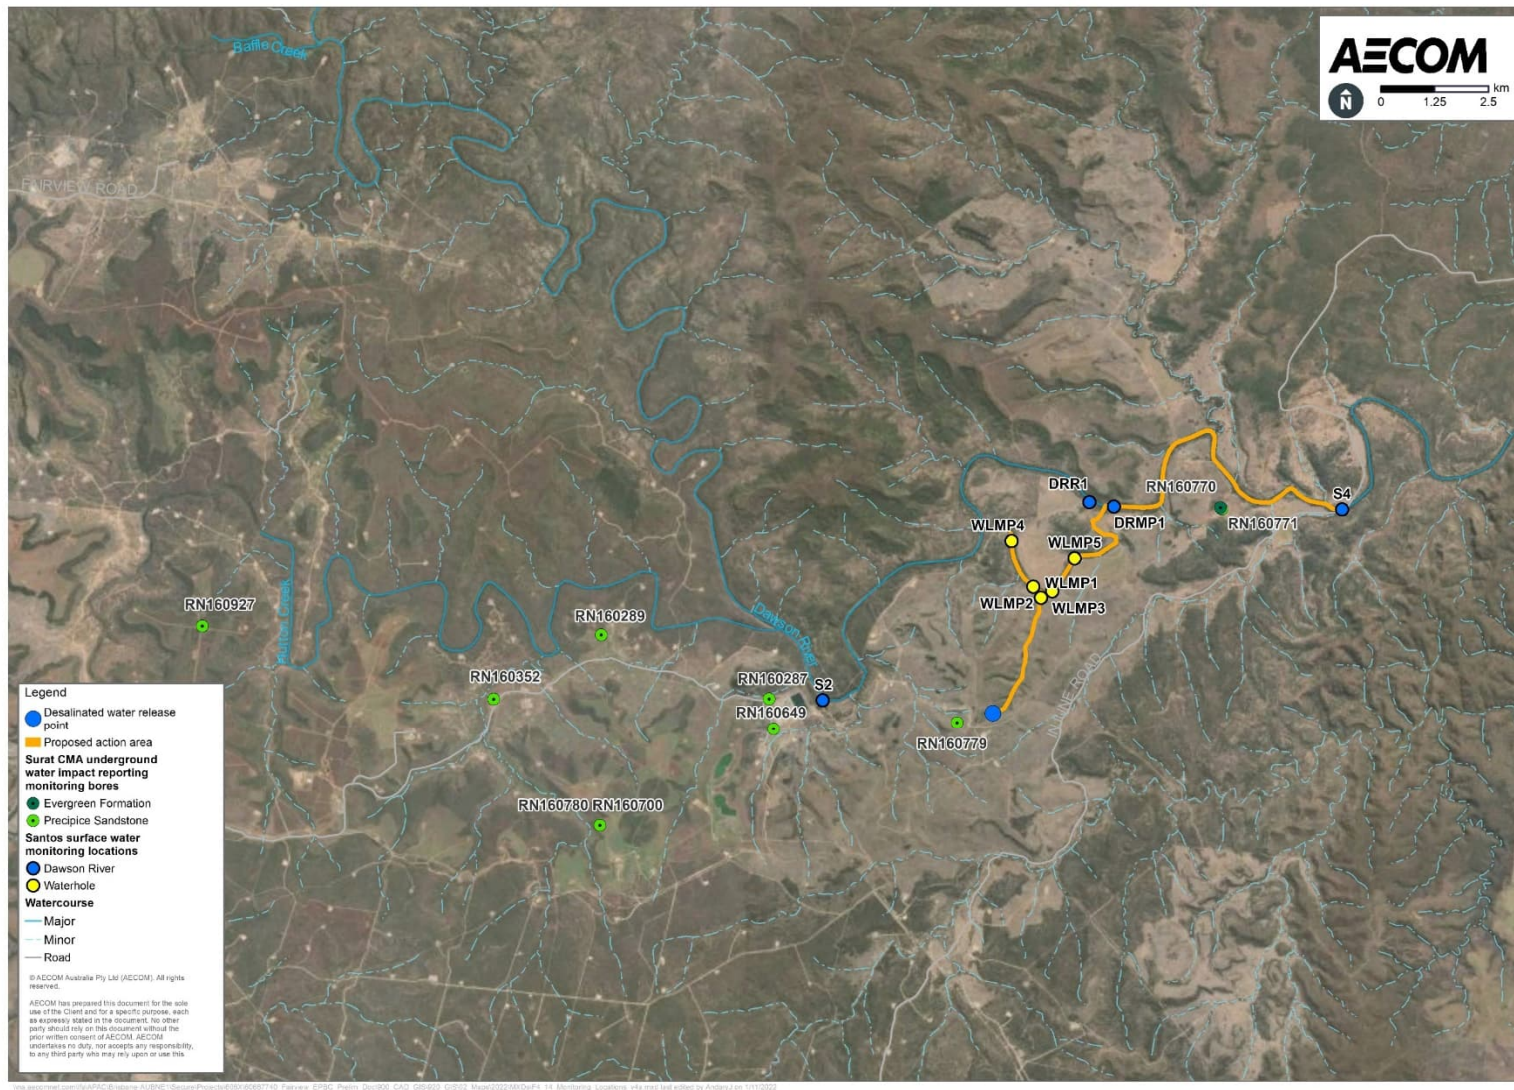 Baffle Creek
AECOM
N
km
0 1.25 2.5
FAIRVIEW ROAD
DRR1
RN160770
S4
DRMP1
RN160771
WLMP4
WLMP5
WLMP1
WLMP2
WLMP3
RN160927
Hutton Creek
RN160289
Dawson River
RN160352
RN160287
S2
RN160649
RN160779
RN160780 RN160700
Legend
Desalinated water release
point
Proposed action area
Surat CMA underground
water impact reporting
monitoring bores
Evergreen Formation
Precipice Sandstone
Santos surface water
monitoring locations
Dawson River
Waterhole
Watercourse
Major
Minor
Road
© AECOM Australia Pty Ltd (AECOM). All rights
reserved.
AECOM has prepared this document for the sole
use of the Client and for a specific purpose, each
as expressly stated in the document. No other
party should rely on this document without the
prior written consent of AECOM. AECOM
undertakes no duty, nor accepts any responsibility,
to any third party who may rely upon or use this